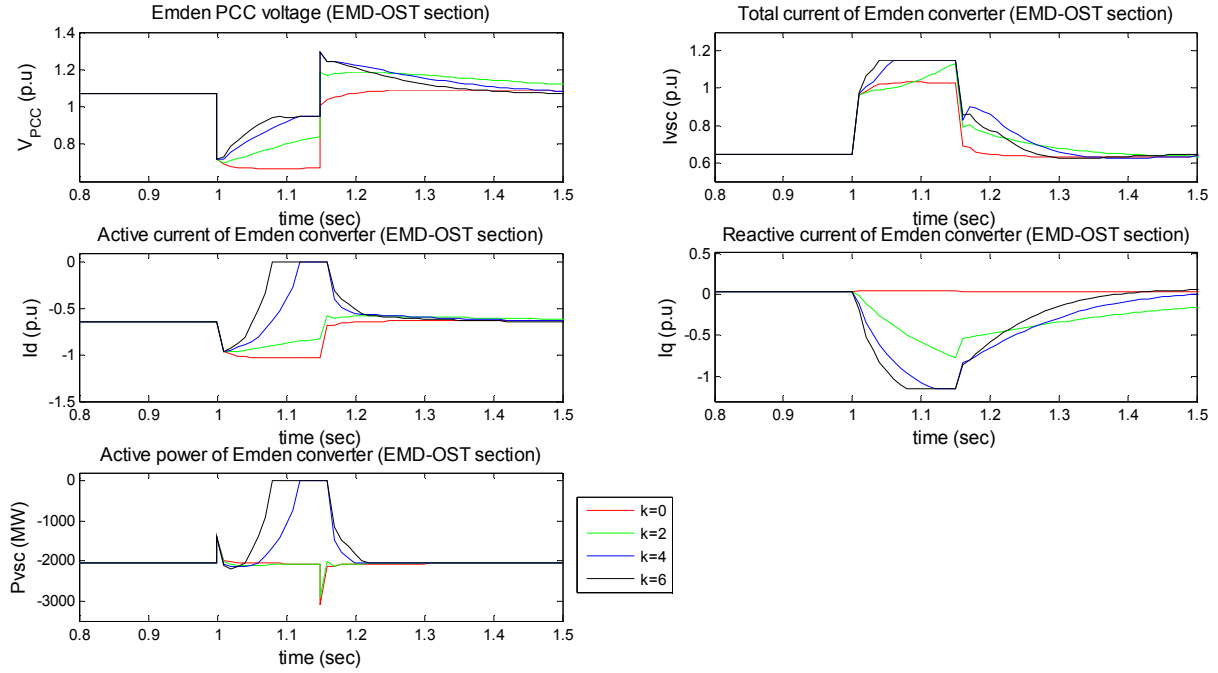 Emden PCC voltage (EMD-OST section)
1.4
1.2
1
0.8
V_PCC (p.u)
0.8 0.9 1 1.1 1.2 1.3 1.4 1.5
time (sec)
Total current of Emden converter (EMD-OST section)
1.2
1
0.8
0.6
Ivsc (p.u)
0.8 0.9 1 1.1 1.2 1.3 1.4 1.5
time (sec)
Active current of Emden converter (EMD-OST section)
0
-0.5
-1
-1.5
Id (p.u)
0.8 0.9 1 1.1 1.2 1.3 1.4 1.5
time (sec)
Reactive current of Emden converter (EMD-OST section)
0.5
0
-0.5
-1
Iq (p.u)
0.8 0.9 1 1.1 1.2 1.3 1.4 1.5
time (sec)
Active power of Emden converter (EMD-OST section)
0
-1000
-2000
-3000
Pvsc (MW)
0.8 0.9 1 1.1 1.2 1.3 1.4 1.5
time (sec)
k=0
k=2
k=4
k=6